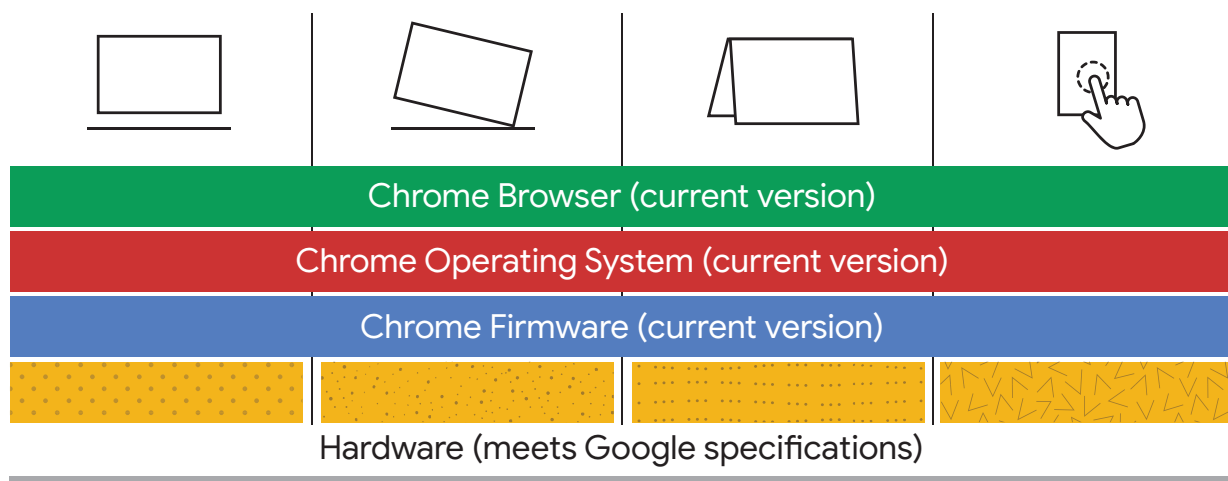 Chrome Browser (current version)
Chrome Operating System (current version)
Chrome Firmware (current version)
Hardware (meets Google specifications)